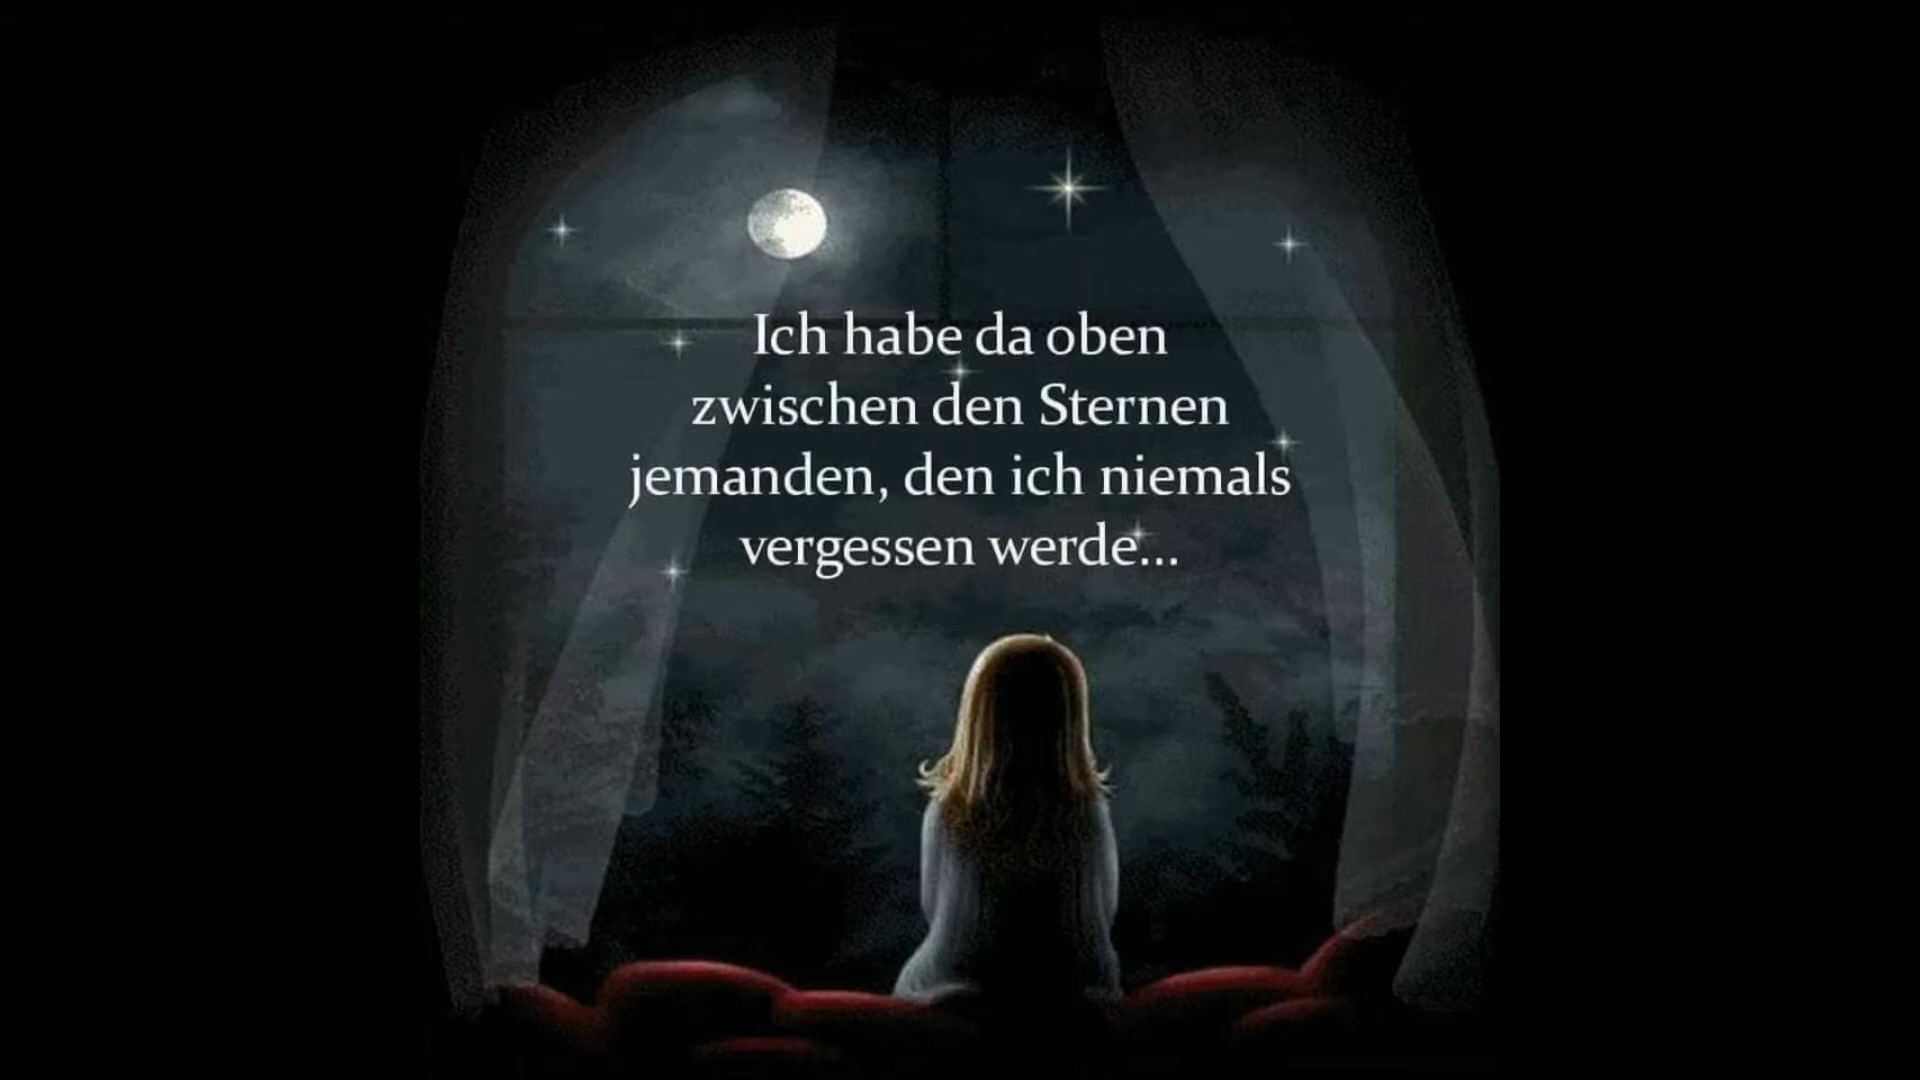 Ich habe da oben
zwischen den Sternen
jemanden, den ich niemals
vergessen werde...